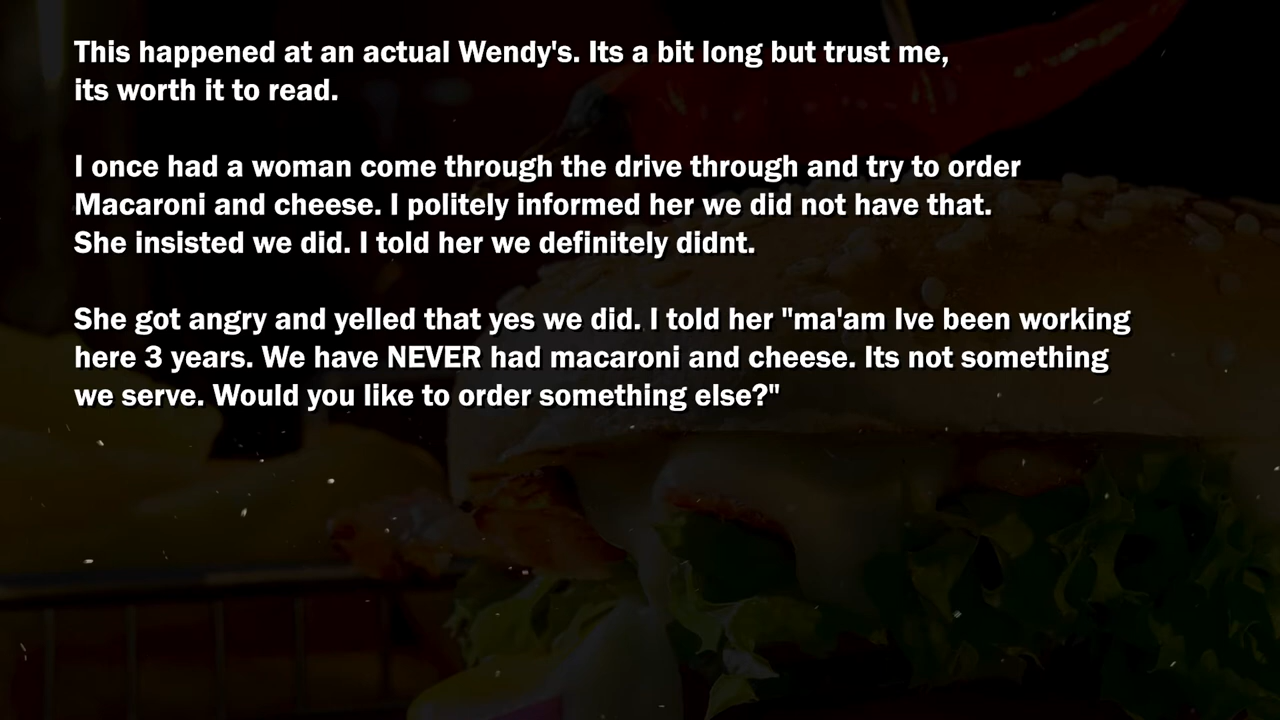 This happened at an actual Wendy's. Its a bit long but trust me,
its worth it to read.
I once had a woman come through the drive through and try to order
Macaroni and cheese. I politely informed her we did not have that.
She insisted we did. I told her we definitely didnt.
She got angry and yelled that yes we did. I told her "ma'am Ive been working
here 3 years. We have NEVER had macaroni and cheese. Its not something
we serve. Would you like to order something else?"